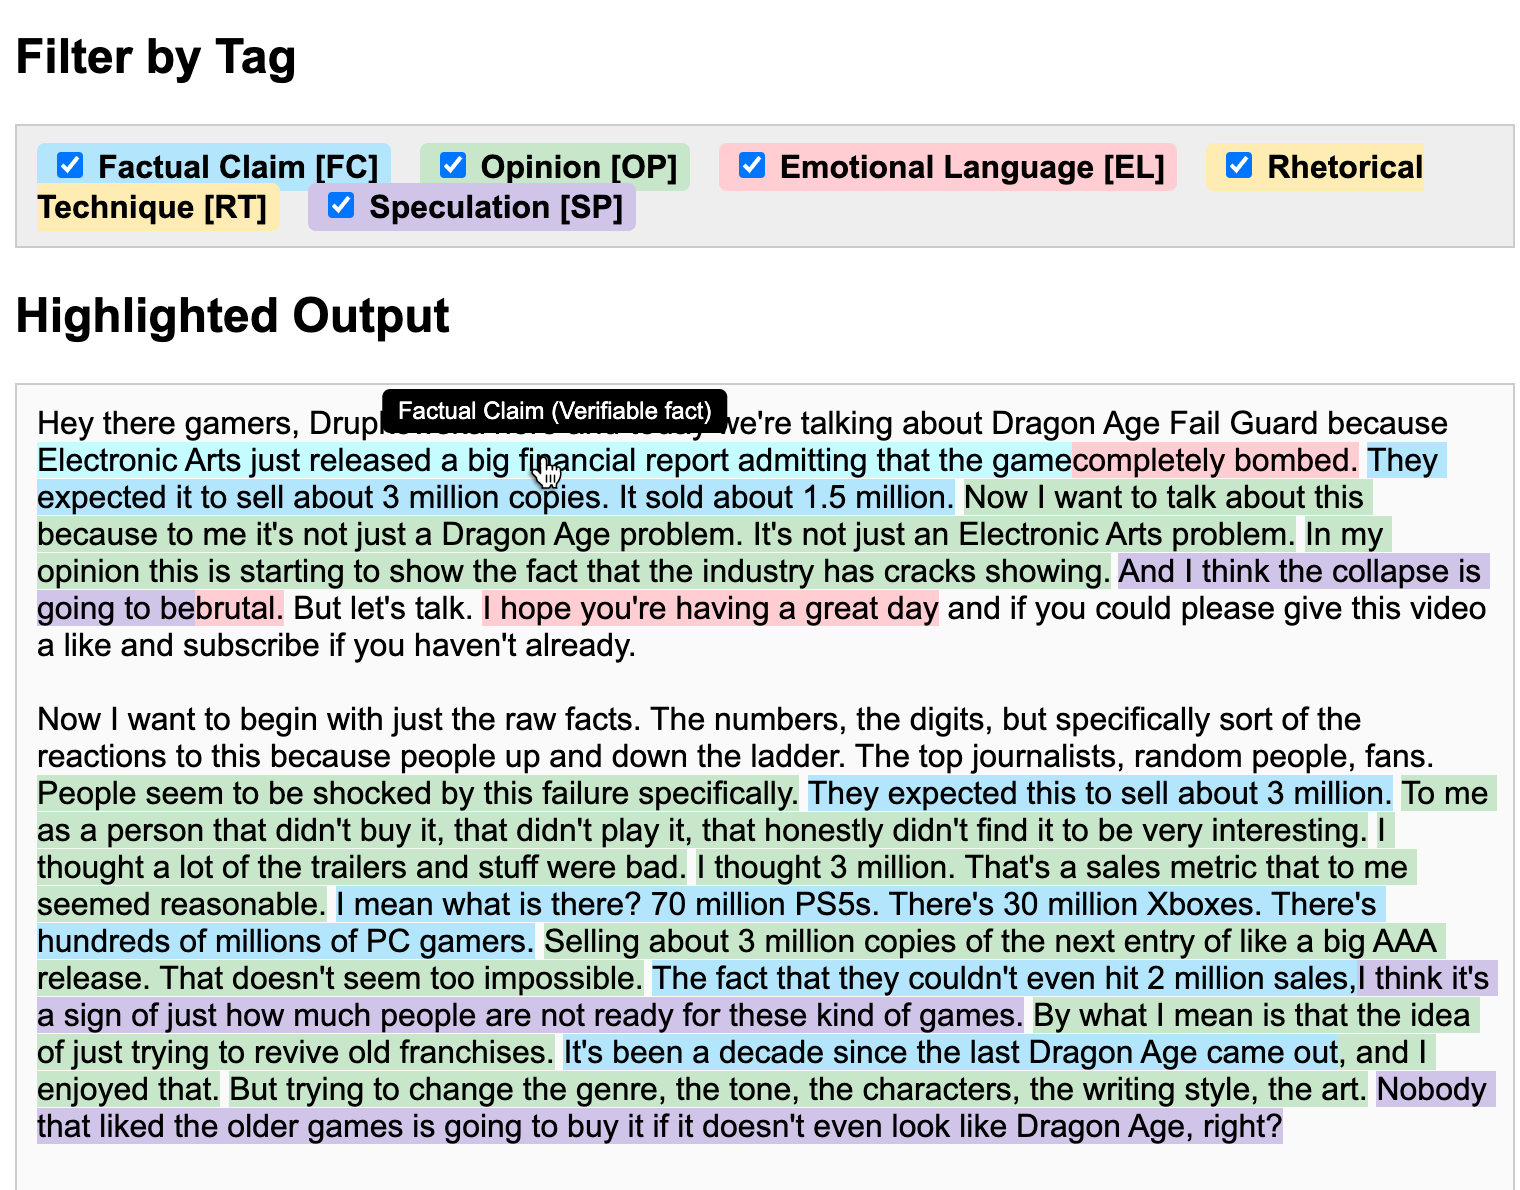 Filter by Tag
Factual Claim [FC] Opinion [OP] Emotional Language [EL] Rhetorical
Technique [RT] Speculation [SP]
Highlighted Output
Factual Claim (Verifiable fact)
Hey there gamers, we're talking about Dragon Age Fail Guard because
Electronic Arts just released a big financial report admitting that the gamecompletely bombed. They
expected it to sell about 3 million copies. It sold about 1.5 million. Now I want to talk about this
because to me it's not just a Dragon Age problem. It's not just an Electronic Arts problem. In my
opinion this is starting to show the fact that the industry has cracks showing. And I think the collapse is
going to bebrutal. But let's talk. I hope you're having a great day and if you could please give this video
a like and subscribe if you haven't already.
Now I want to begin with just the raw facts. The numbers, the digits, but specifically sort of the
reactions to this because people up and down the ladder. The top journalists, random people, fans.
People seem to be shocked by this failure specifically. They expected this to sell about 3 million. To me
as a person that didn't buy it, that didn't play it, that honestly didn't find it to be very interesting. I
thought a lot of the trailers and stuff were bad. I thought 3 million. That's a sales metric that to me
seemed reasonable. I mean what is there? 70 million PS5s. There's 30 million Xboxes. There's
hundreds of millions of PC gamers. Selling about 3 million copies of the next entry of like a big AAA
release. That doesn't seem too impossible. The fact that they couldn't even hit 2 million sales,I think it's
a sign of just how much people are not ready for these kind of games. By what I mean is that the idea
of just trying to revive old franchises. It's been a decade since the last Dragon Age came out, and I
enjoyed that. But trying to change the genre, the tone, the characters, the writing style, the art. Nobody
that liked the older games is going to buy it if it doesn't even look like Dragon Age, right?